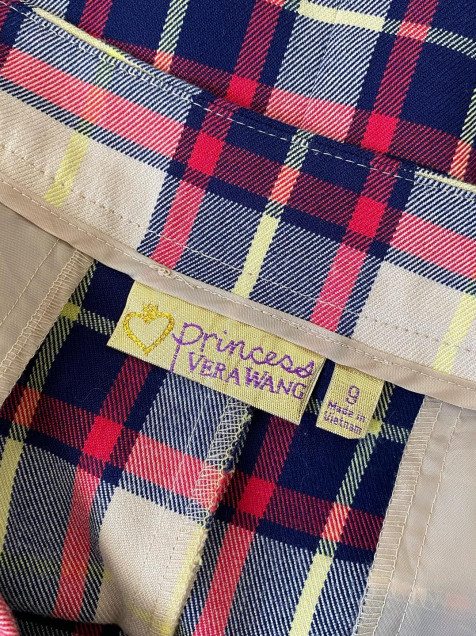 princess
VERA WANG
9
Made in
Vietnam